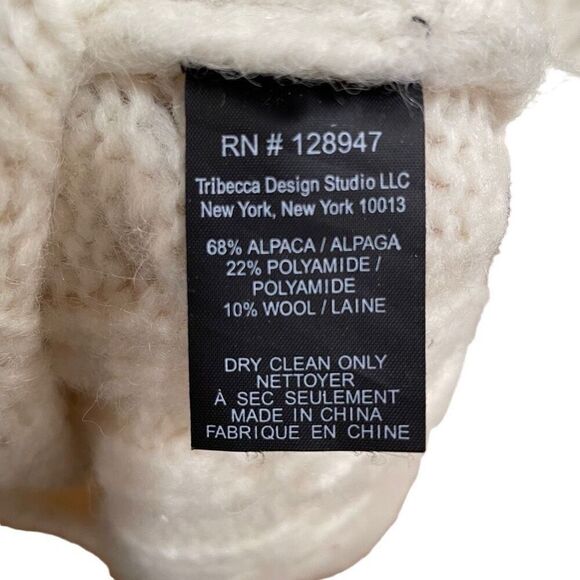 RN # 128947
Tribecca Design Studio LLC
New York, New York 10013
68% ALPACA / ALPAGA
22% POLYAMIDE /
POLYAMIDE
10% WOOL / LAINE
DRY CLEAN ONLY
NETTOYER
À SEC SEULEMENT
MADE IN CHINA
FABRIQUE EN CHINE